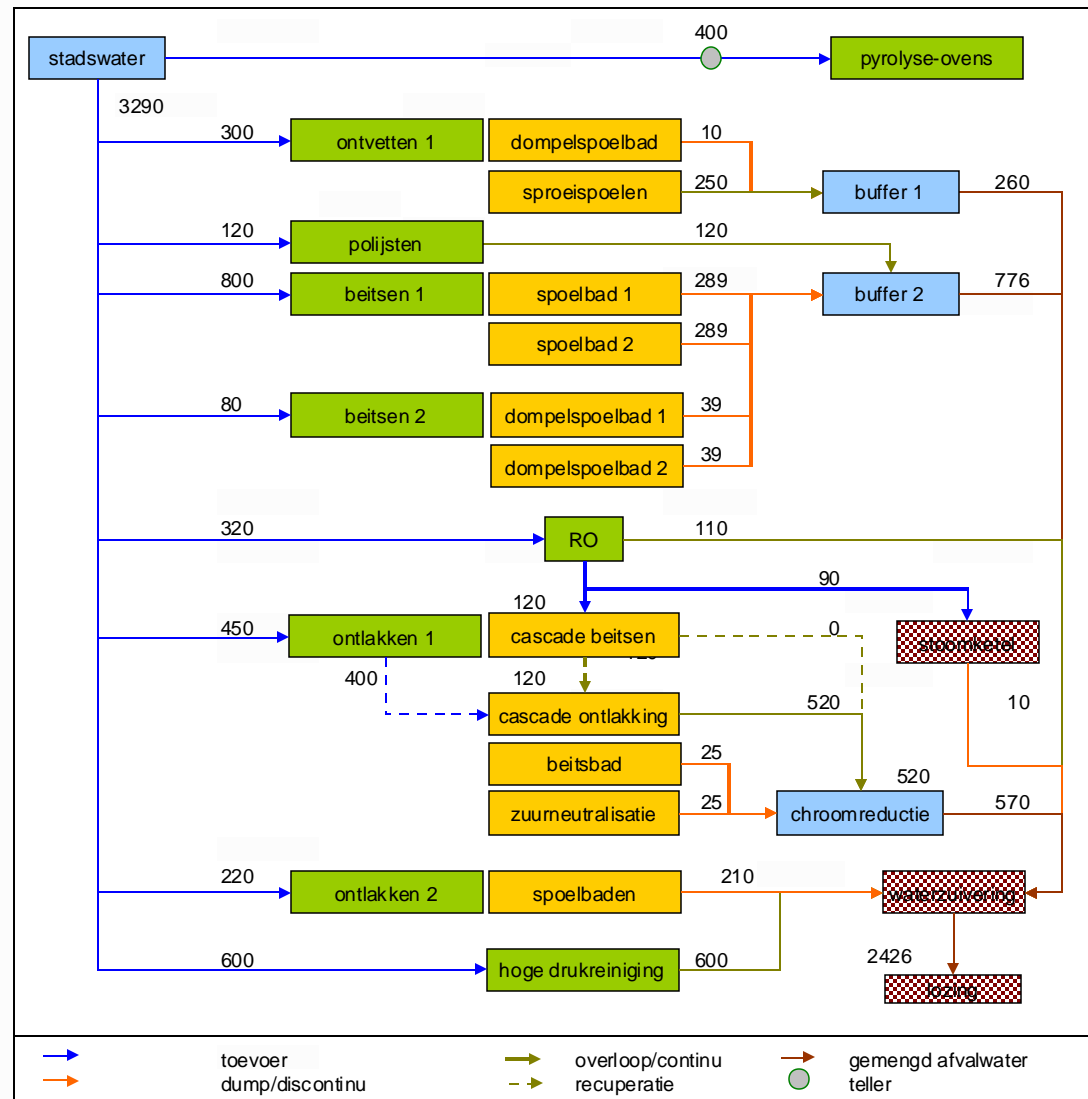 400
stadswater
pyrolyse-ovens
3290
300
ontvetten 1
dompelspoelbad
10
sproeispoelen
250
buffer 1
260
120
polijsten
120
800
beitsen 1
spoelbad 1
289
buffer 2
776
spoelbad 2
289
80
beitsen 2
dompelspoelbad 1
39
dompelspoelbad 2
39
320
RO
110
90
120
450
ontlakken 1
cascade beitsen
0
stoomketel
400
120
cascade ontlakking
520
10
beitsbad
25
520
zuurneutralisatie
25
chroomreductie
570
220
ontlakken 2
spoelbaden
210
waterzuivering
600
hoge drukreiniging
600
2426
lozing
toevoer
overloop/continu
gemengd afvalwater
dump/discontinu
recuperatie
teller